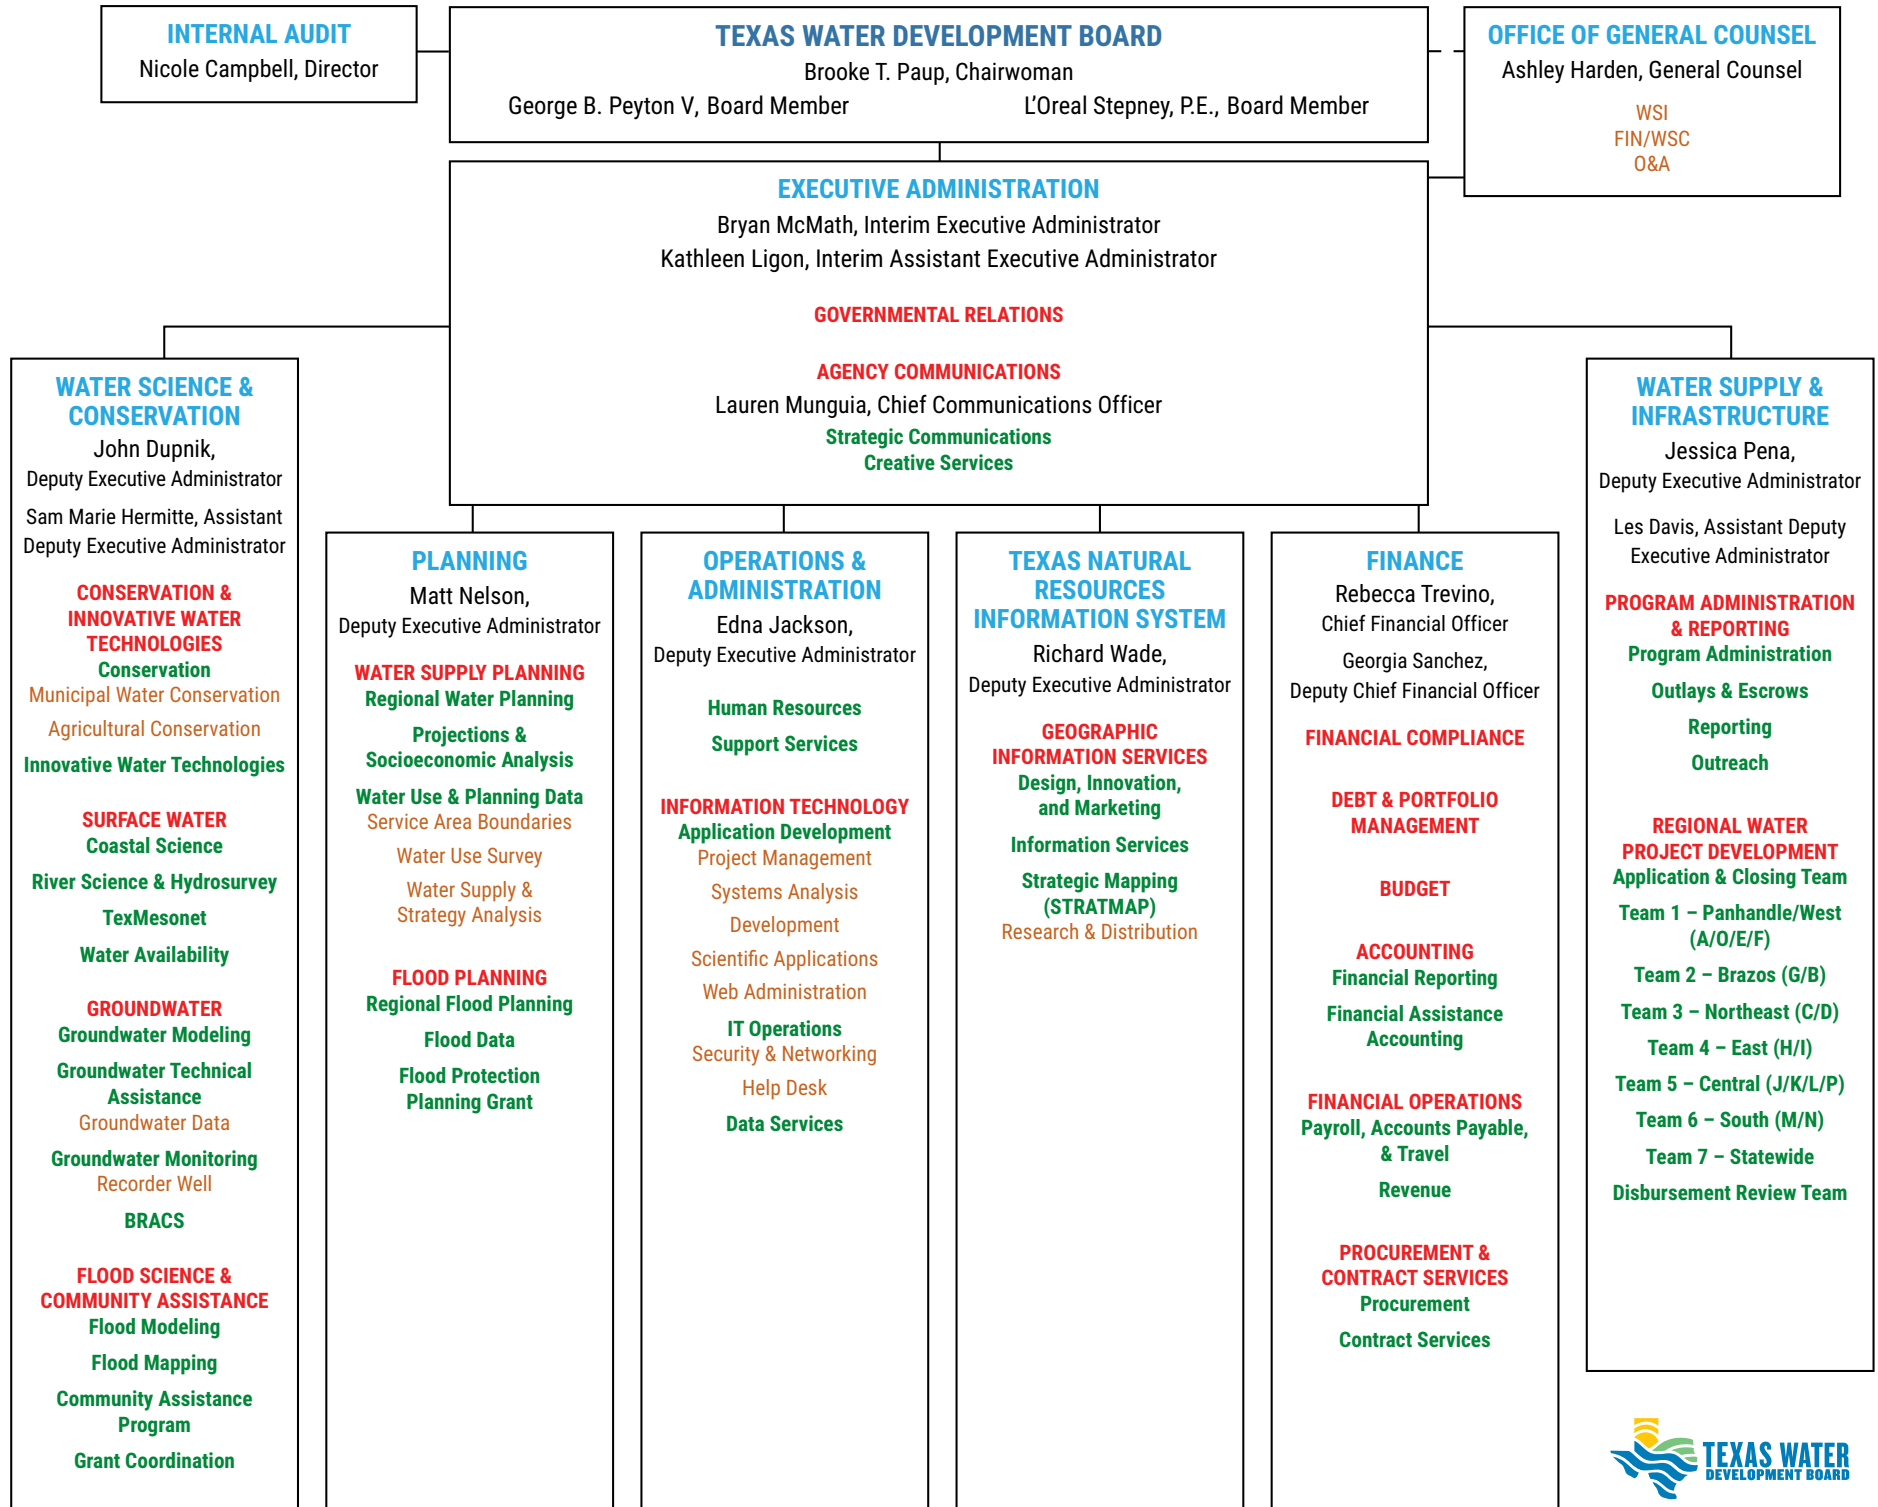 INTERNAL AUDIT
Nicole Campbell, Director
TEXAS WATER DEVELOPMENT BOARD
Brooke T. Paup, Chairwoman
George B. Peyton V, Board Member
L'Oreal Stepney, P.E., Board Member
OFFICE OF GENERAL COUNSEL
Ashley Harden, General Counsel
WSI
FIN/WSC
O&A
EXECUTIVE ADMINISTRATION
Bryan McMath, Interim Executive Administrator
Kathleen Ligon, Interim Assistant Executive Administrator
GOVERNMENTAL RELATIONS
AGENCY COMMUNICATIONS
Lauren Munguia, Chief Communications Officer
Strategic Communications
Creative Services
WATER SCIENCE &
CONSERVATION
John Dupnik,
Deputy Executive Administrator
Sam Marie Hermitte, Assistant
Deputy Executive Administrator
CONSERVATION &
INNOVATIVE WATER
TECHNOLOGIES
Conservation
Municipal Water Conservation
Agricultural Conservation
Innovative Water Technologies
SURFACE WATER
Coastal Science
River Science & Hydrosurvey
TexMesonet
Water Availability
GROUNDWATER
Groundwater Modeling
Groundwater Technical
Assistance
Groundwater Data
Groundwater Monitoring
Recorder Well
BRACS
FLOOD SCIENCE &
COMMUNITY ASSISTANCE
Flood Modeling
Flood Mapping
Community Assistance
Program
Grant Coordination
PLANNING
Matt Nelson,
Deputy Executive Administrator
WATER SUPPLY PLANNING
Regional Water Planning
Projections &
Socioeconomic Analysis
Water Use & Planning Data
Service Area Boundaries
Water Use Survey
Water Supply &
Strategy Analysis
FLOOD PLANNING
Regional Flood Planning
Flood Data
Flood Protection
Planning Grant
OPERATIONS &
ADMINISTRATION
Edna Jackson,
Deputy Executive Administrator
Human Resources
Support Services
INFORMATION TECHNOLOGY
Application Development
Project Management
Systems Analysis
Development
Scientific Applications
Web Administration
IT Operations
Security & Networking
Help Desk
Data Services
TEXAS NATURAL
RESOURCES
INFORMATION SYSTEM
Richard Wade,
Deputy Executive Administrator
GEOGRAPHIC
INFORMATION SERVICES
Design, Innovation,
and Marketing
Information Services
Strategic Mapping
(STRATMAP)
Research & Distribution
FINANCE
Rebecca Trevino,
Chief Financial Officer
Georgia Sanchez,
Deputy Chief Financial Officer
FINANCIAL COMPLIANCE
DEBT & PORTFOLIO
MANAGEMENT
BUDGET
ACCOUNTING
Financial Reporting
Financial Assistance
Accounting
FINANCIAL OPERATIONS
Payroll, Accounts Payable,
& Travel
Revenue
PROCUREMENT &
CONTRACT SERVICES
Procurement
Contract Services
WATER SUPPLY &
INFRASTRUCTURE
Jessica Pena,
Deputy Executive Administrator
Les Davis, Assistant Deputy
Executive Administrator
PROGRAM ADMINISTRATION
& REPORTING
Program Administration
Outlays & Escrows
Reporting
Outreach
REGIONAL WATER
PROJECT DEVELOPMENT
Application & Closing Team
Team 1 – Panhandle/West
(A/O/E/F)
Team 2 – Brazos (G/B)
Team 3 – Northeast (C/D)
Team 4 – East (H/I)
Team 5 – Central (J/K/L/P)
Team 6 – South (M/N)
Team 7 – Statewide
Disbursement Review Team
TEXAS WATER
DEVELOPMENT BOARD